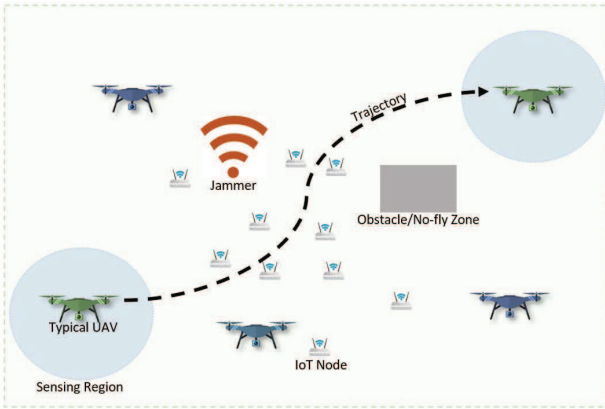 Trajectory
Jammer
Obstacle/No-fly Zone
Typical UAV
IoT Node
Sensing Region